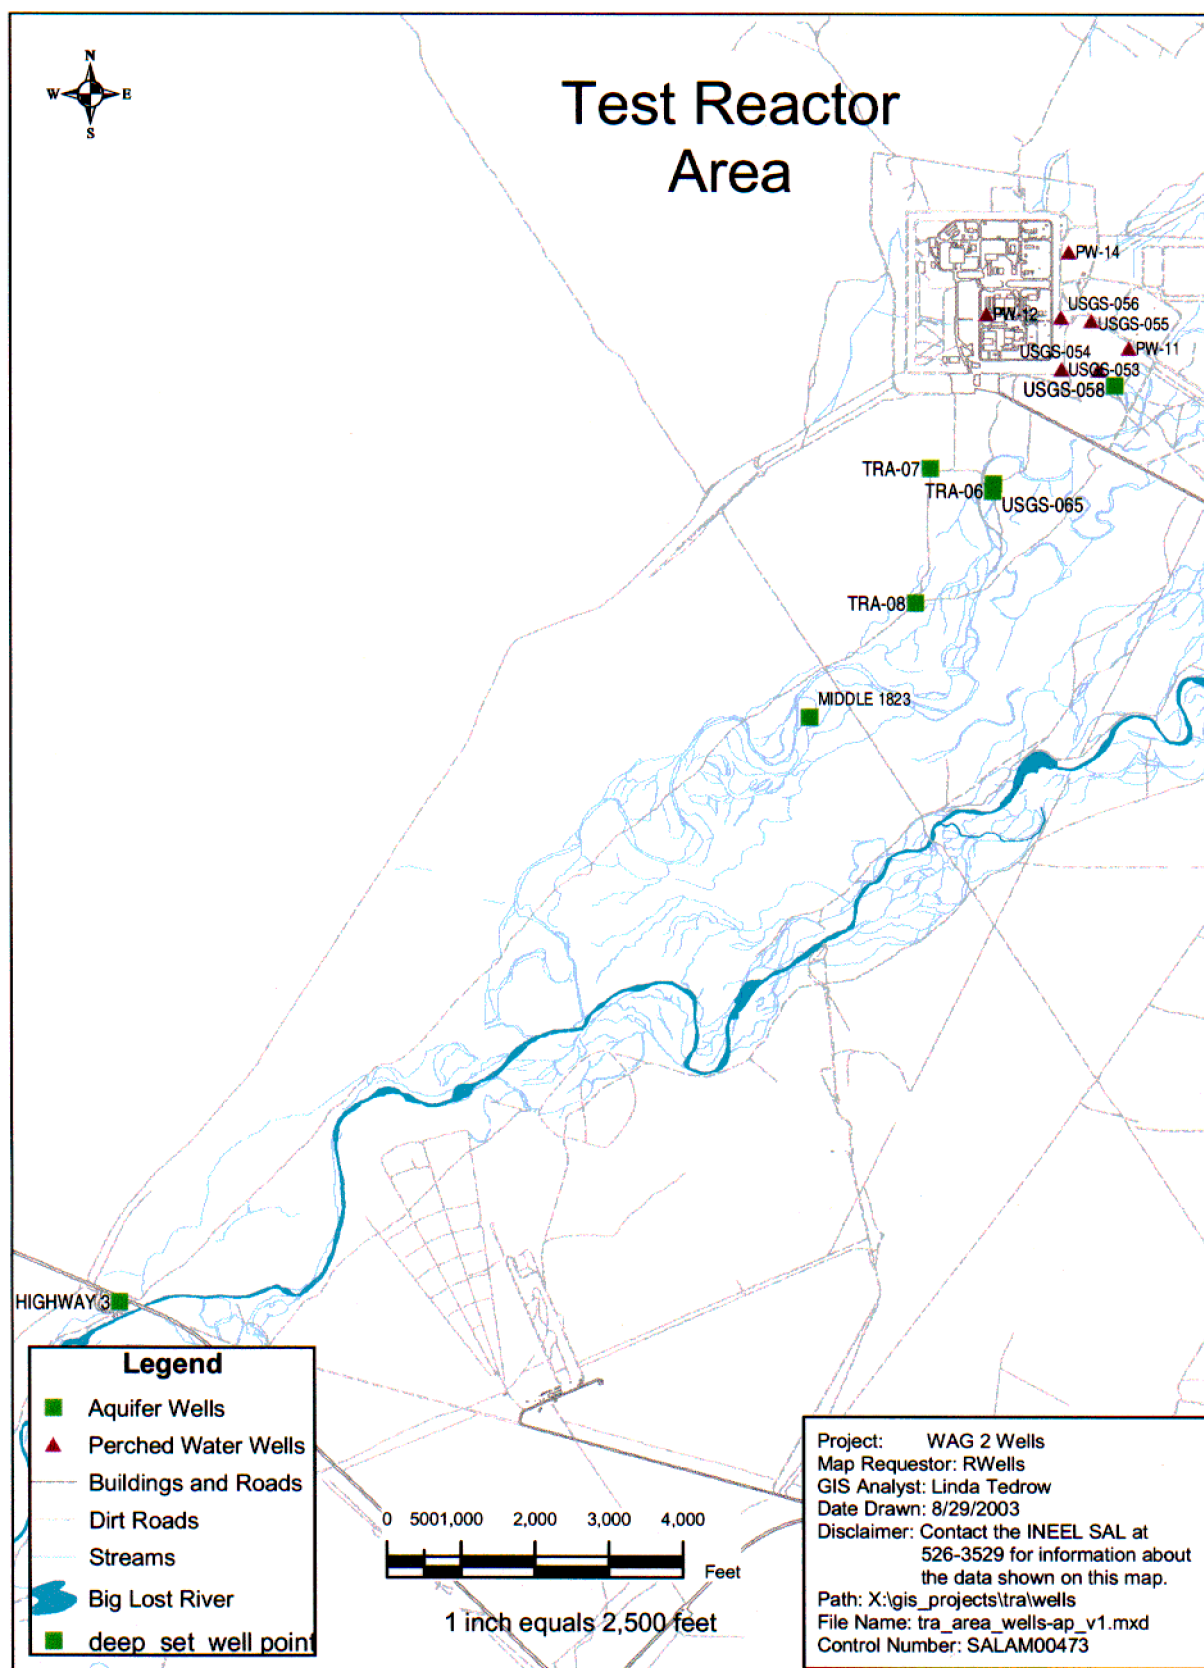 N
W E
S
Test Reactor
Area
PW-14
USGS-056
PW-12
USGS-055
USGS-054
PW-11
USGS-053
USGS-058
TRA-07
TRA-06
USGS-065
TRA-08
MIDDLE 1823
HIGHWAY 3
Legend
Aquifer Wells
Perched Water Wells
Buildings and Roads
Dirt Roads
Streams
Big Lost River
deep_set_well point
0 500 1,000 2,000 3,000 4,000
Feet
1 inch equals 2,500 feet
Project: WAG 2 Wells
Map Requestor: RWells
GIS Analyst: Linda Tedrow
Date Drawn: 8/29/2003
Disclaimer: Contact the INEEL SAL at
526-3529 for information about
the data shown on this map.
Path: X:\gis_projects\tra\wells
File Name: tra_area_wells-ap_v1.mxd
Control Number: SALAM00473